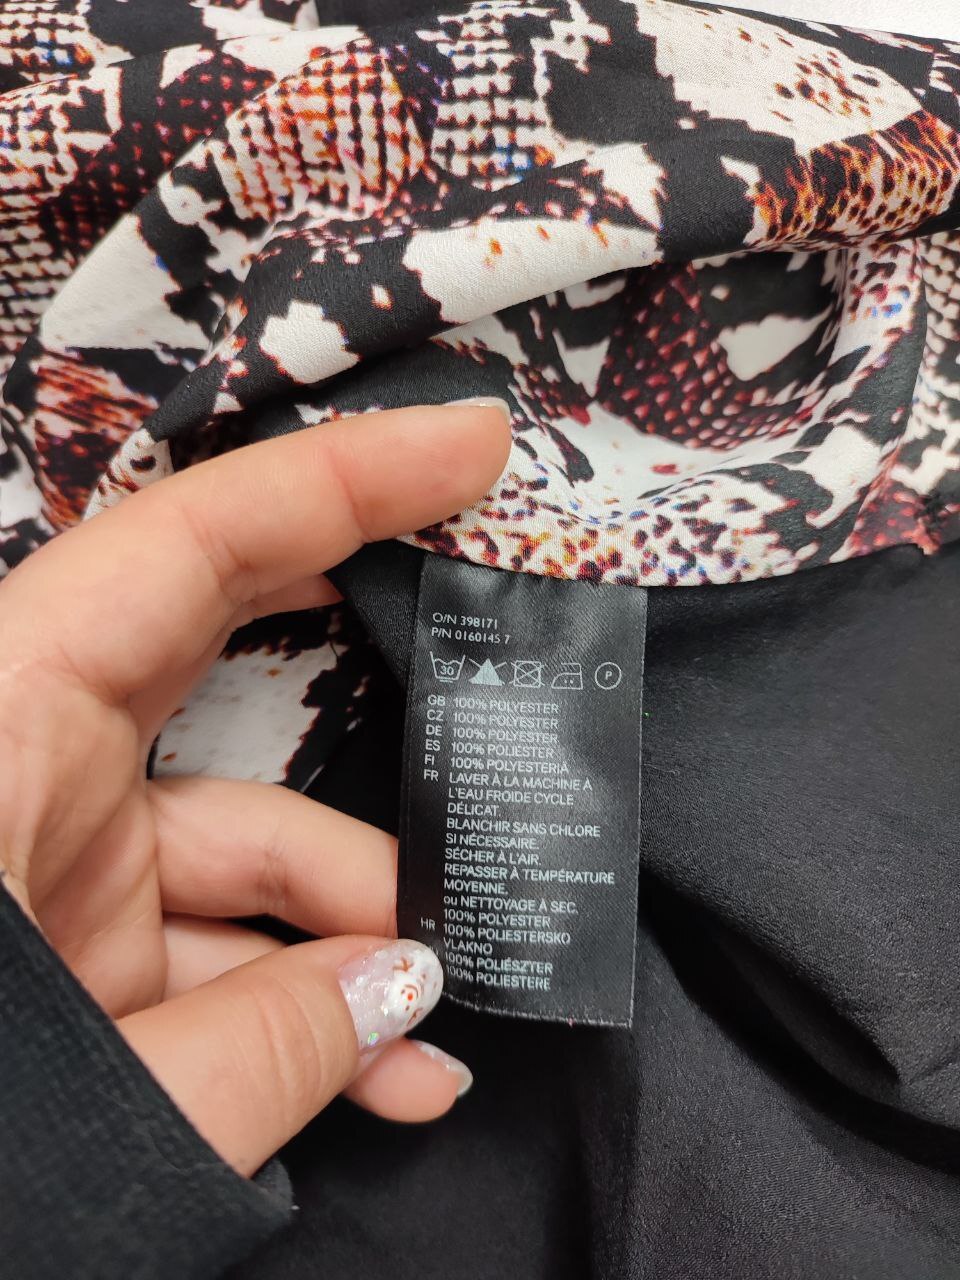 O/N 398171
P/N 0160145 7
30 P
GB 100% POLYESTER
CZ 100% POLYESTER
DE 100% POLYESTER
ES 100% POLIÉSTER
FI 100% POLYESTERIA
FR LAVER À LA MACHINE À
L'EAU FROIDE CYCLE
DÉLICAT.
BLANCHIR SANS CHLORE
SI NÉCESSAIRE.
SÉCHER À L'AIR.
REPASSER À TEMPÉRATURE
MOYENNE.
ou NETTOYAGE À SEC.
100% POLYESTER
HR 100% POLIESTERSKO
VLAKNO
100% POLIÉSZTER
100% POLIESTERE